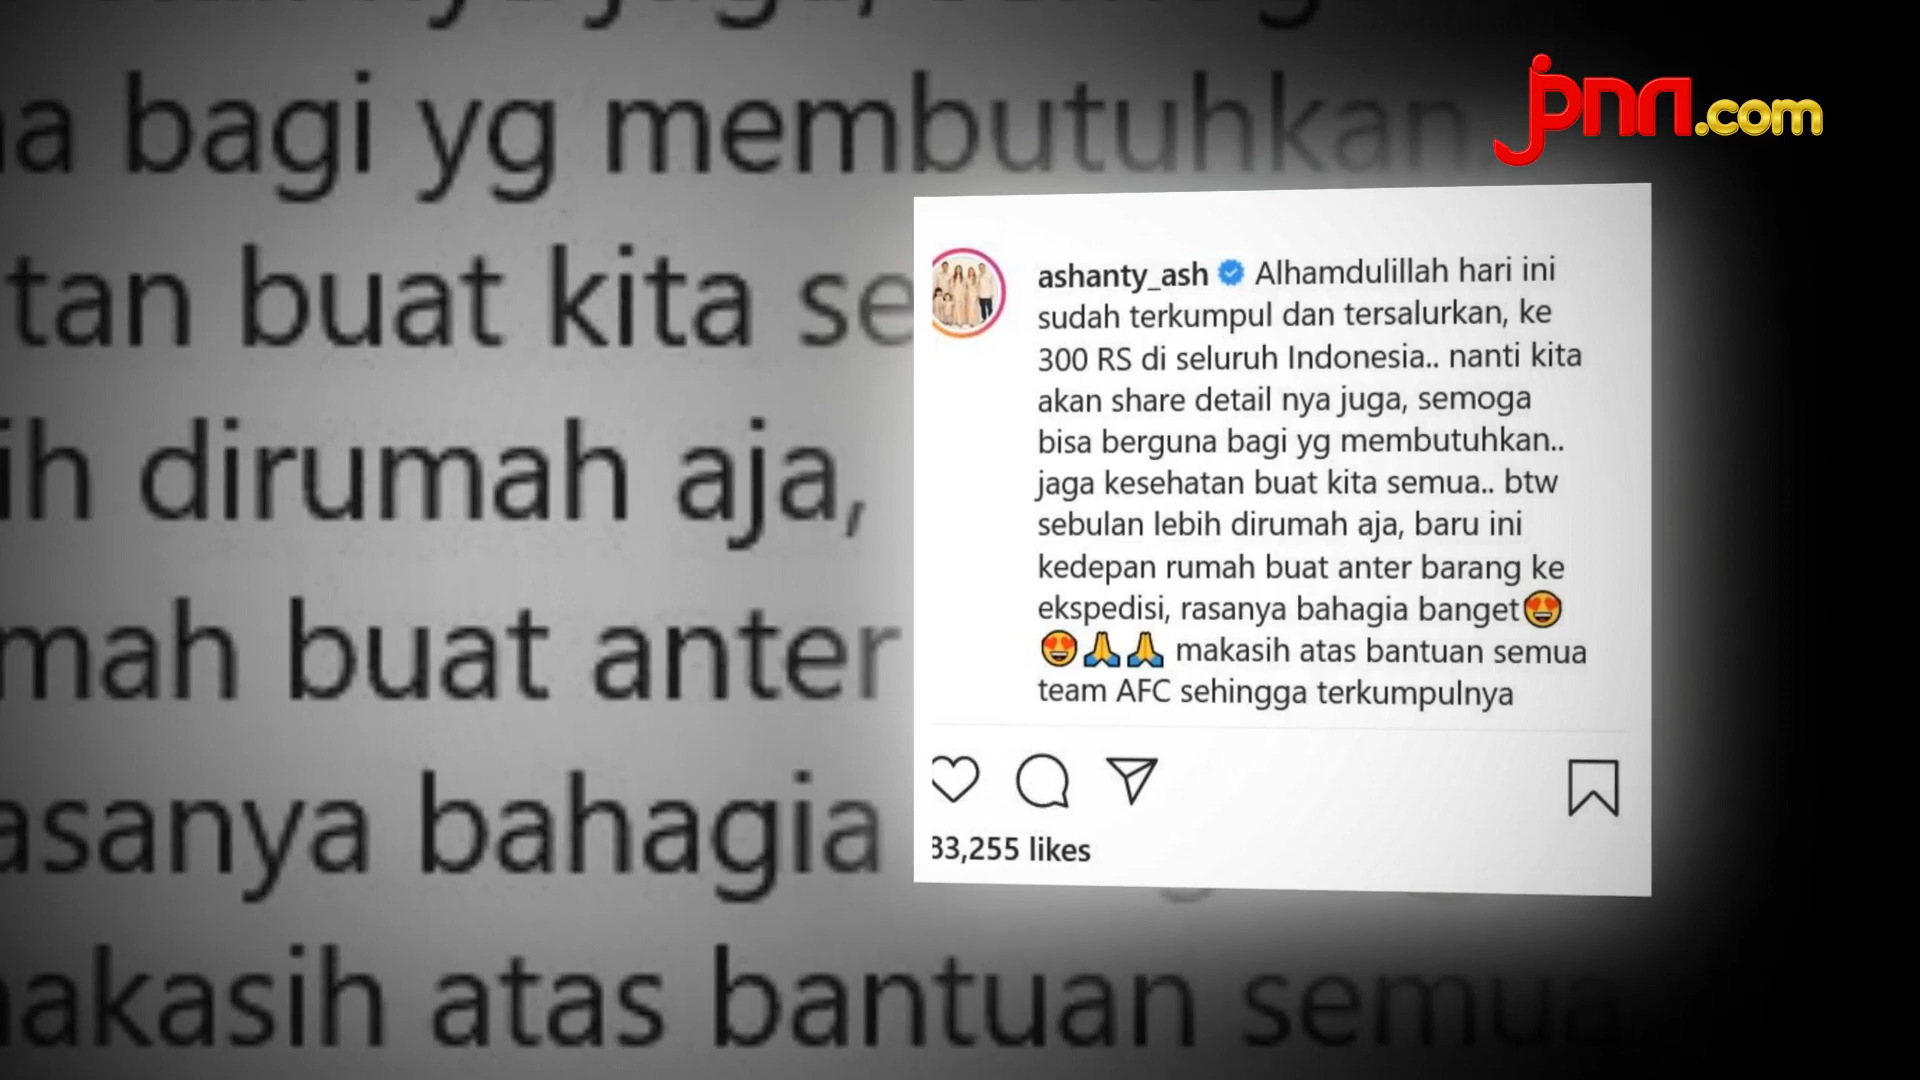 jpnn.com
a bagi yg membutuhkan.
tan buat kita se
ih dirumah aja,
mah buat anter
asanya bahagia
akasih atas bantuan semua
ashanty_ash Alhamdulillah hari ini
sudah terkumpul dan tersalurkan, ke
300 RS di seluruh Indonesia.. nanti kita
akan share detail nya juga, semoga
bisa berguna bagi yg membutuhkan..
jaga kesehatan buat kita semua.. btw
sebulan lebih dirumah aja, baru ini
kedepan rumah buat anter barang ke
ekspedisi, rasanya bahagia banget😍
😍🙏🙏 makasih atas bantuan semua
team AFC sehingga terkumpulnya
83,255 likes